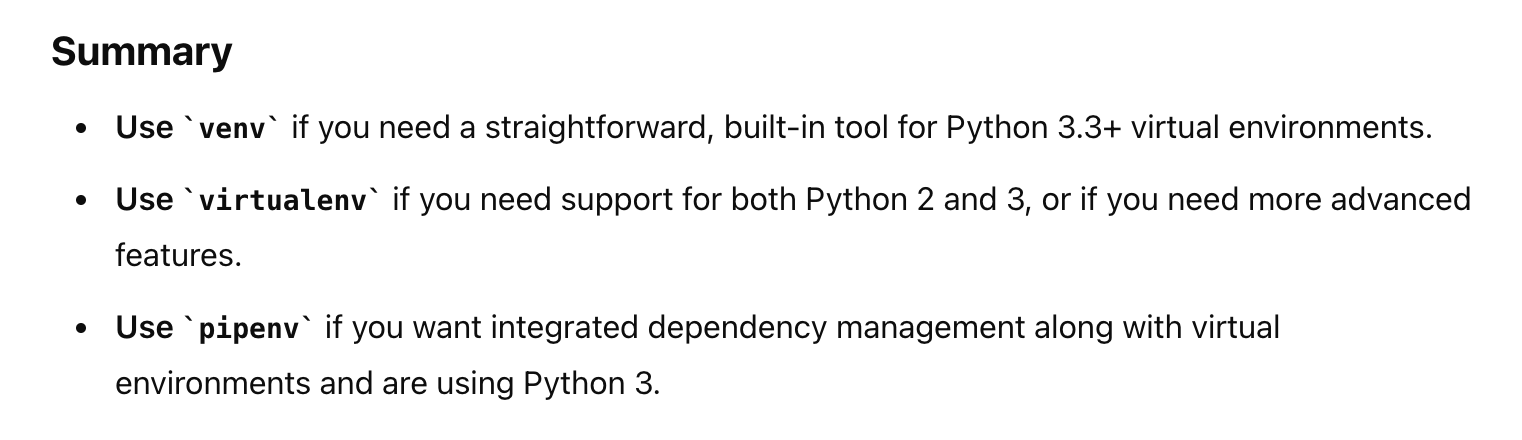 Summary
• Use `venv` if you need a straightforward, built-in tool for Python 3.3+ virtual environments.
• Use `virtualenv` if you need support for both Python 2 and 3, or if you need more advanced
features.
• Use `pipenv` if you want integrated dependency management along with virtual
environments and are using Python 3.